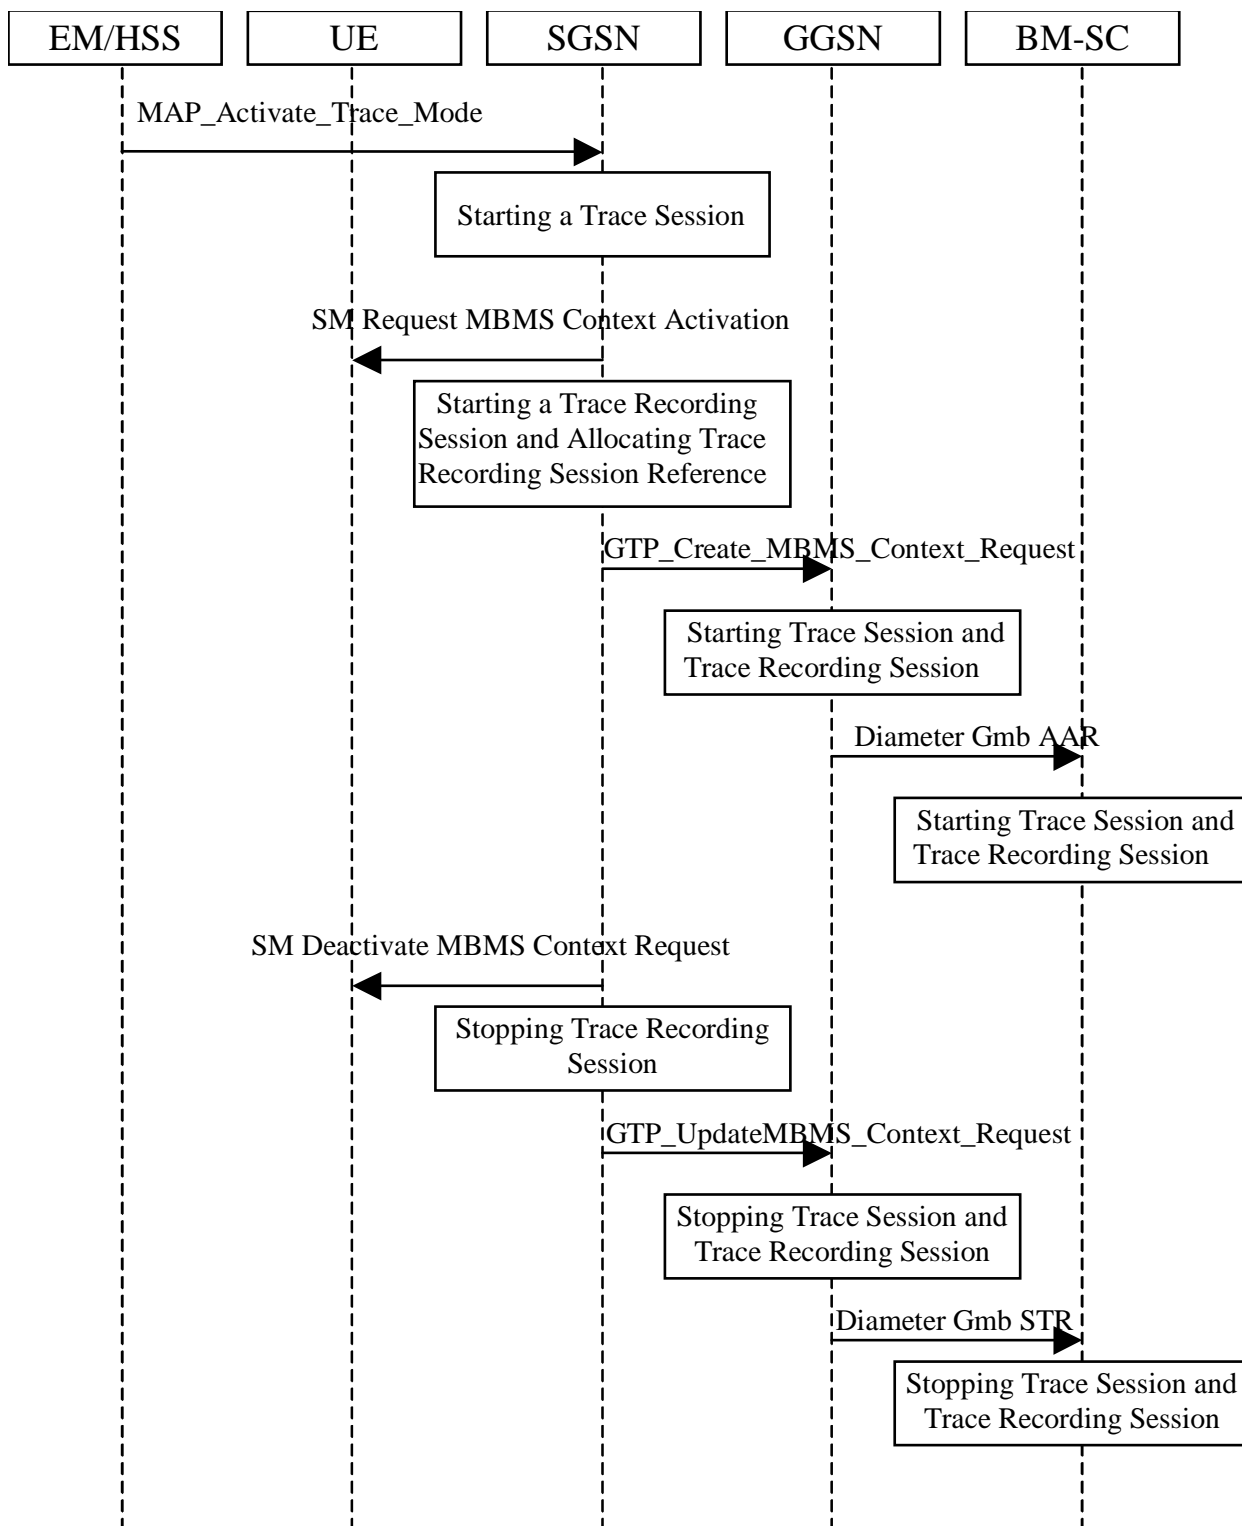 EM/HSS
UE
SGSN
GGSN
BM-SC
MAP_Activate_Trace_Mode
Starting a Trace Session
SM Request MBMS Context Activation
Starting a Trace Recording
Session and Allocating Trace
Recording Session Reference
GTP_Create_MBMS_Context_Request
Starting Trace Session and
Trace Recording Session
Diameter Gmb AAR
Starting Trace Session and
Trace Recording Session
SM Deactivate MBMS Context Request
Stopping Trace Recording
Session
GTP_UpdateMBMS_Context_Request
Stopping Trace Session and
Trace Recording Session
Diameter Gmb STR
Stopping Trace Session and
Trace Recording Session